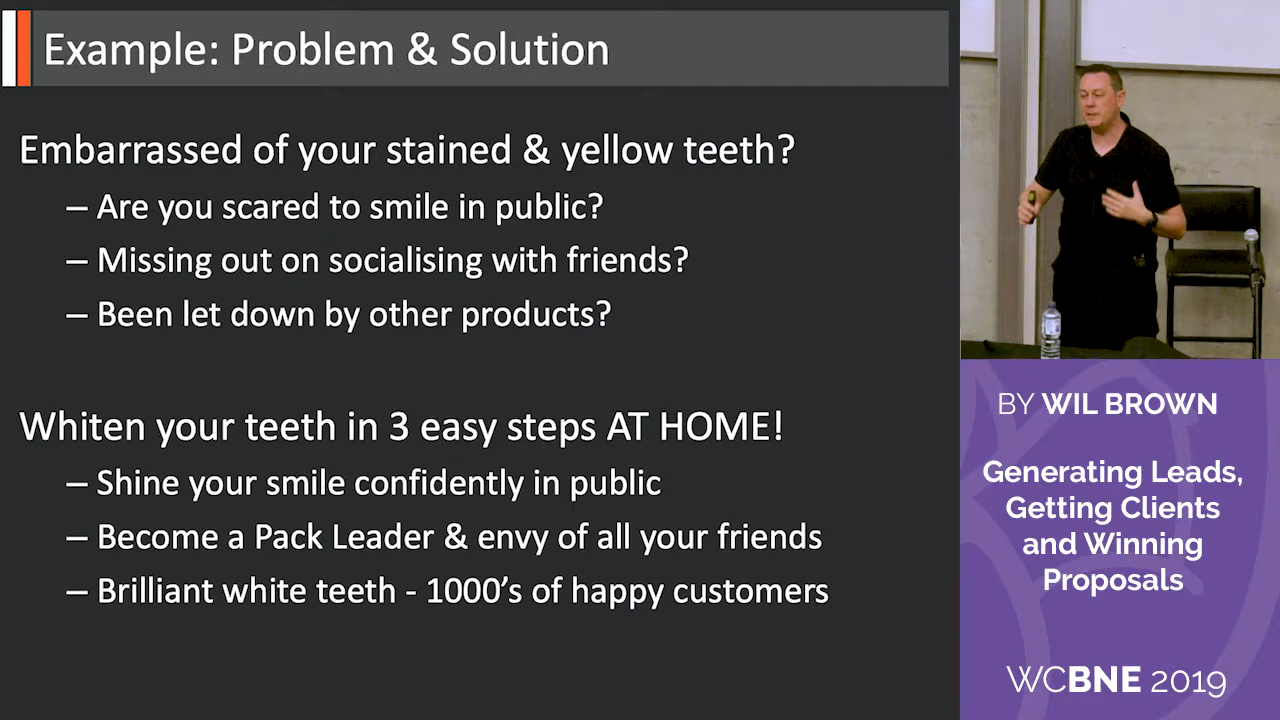 Example: Problem & Solution
Embarrassed of your stained & yellow teeth?
– Are you scared to smile in public?
– Missing out on socialising with friends?
– Been let down by other products?
Whiten your teeth in 3 easy steps AT HOME!
– Shine your smile confidently in public
– Become a Pack Leader & envy of all your friends
– Brilliant white teeth - 1000’s of happy customers
BY WIL BROWN
Generating Leads,
Getting Clients
and Winning
Proposals
WCBNE 2019